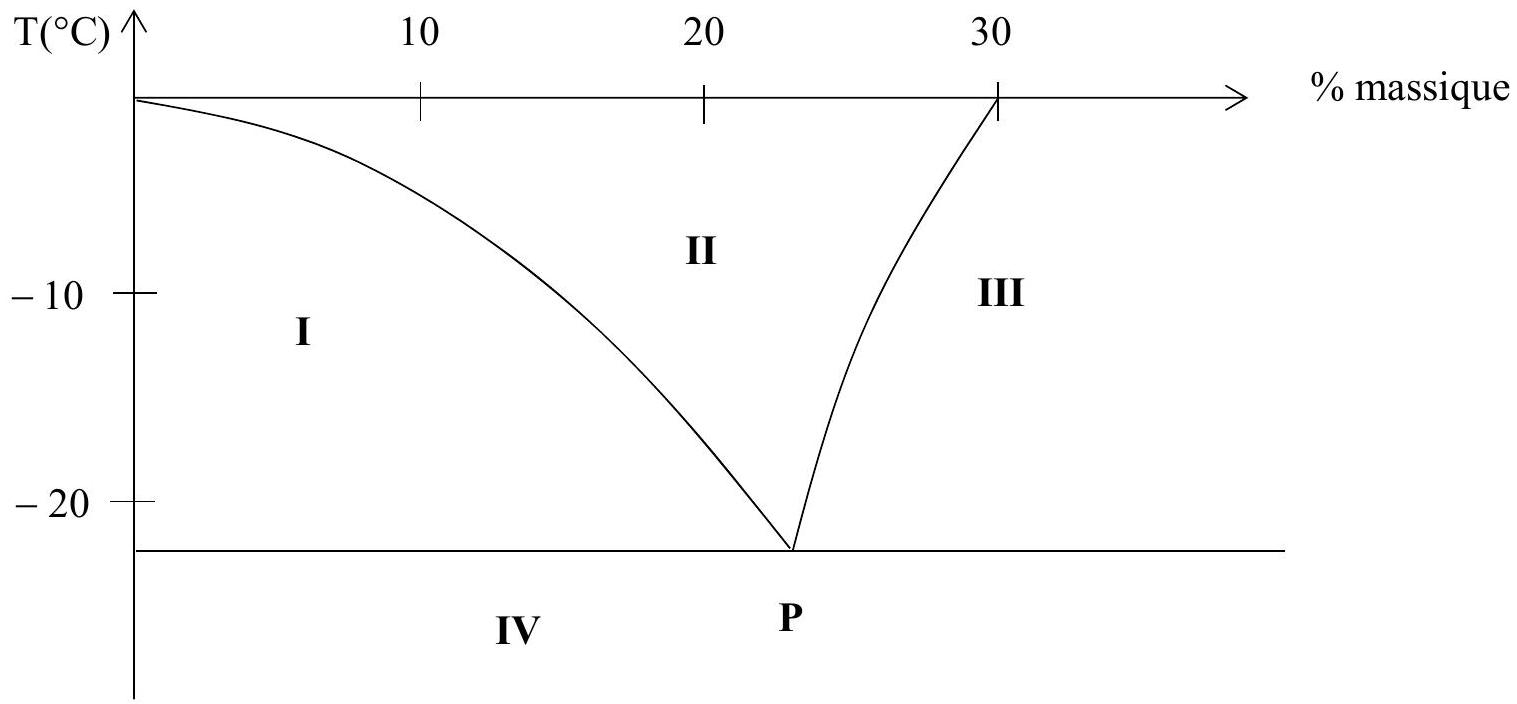 T(°C) 10 20 30
% massique
II
– 10 III
I
– 20
IV P